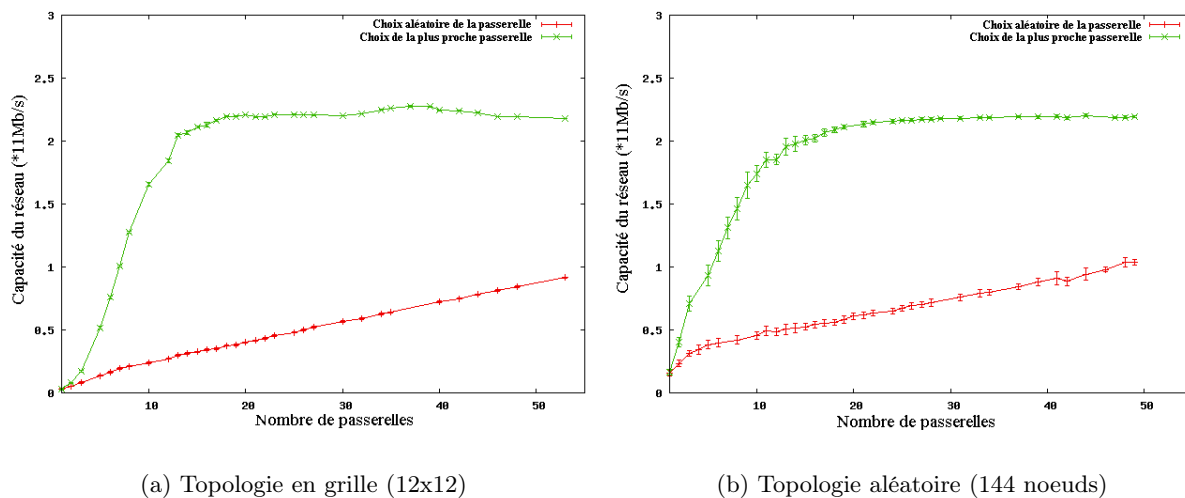 3
2.5
2
1.5
1
0.5
0
10
20
30
40
50
Capacité du réseau (*11Mb/s)
Nombre de passerelles
Choix aléatoire de la passerelle
Choix de la plus proche passerelle
(a) Topologie en grille (12x12)
3
2.5
2
1.5
1
0.5
0
10
20
30
40
50
Capacité du réseau (*11Mb/s)
Nombre de passerelles
Choix aléatoire de la passerelle
Choix de la plus proche passerelle
(b) Topologie aléatoire (144 noeuds)